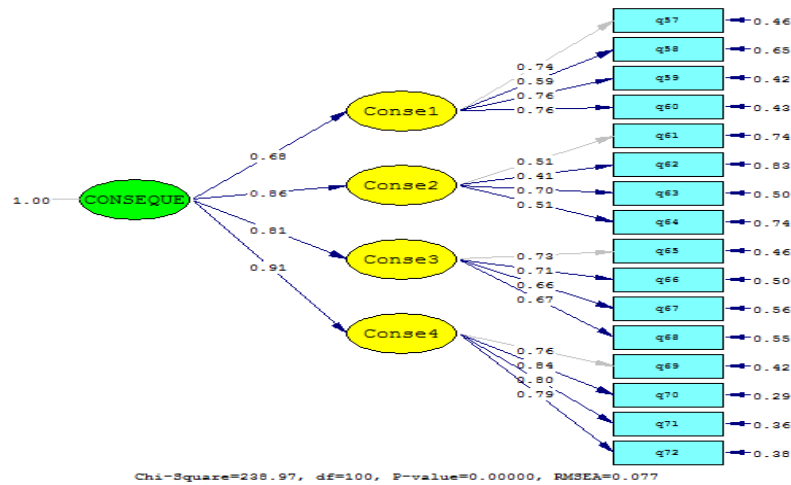 q57 0.46
q58 0.65
0.74
0.59
q59 0.42
0.76
0.76
Conse1
q60 0.43
q61 0.74
0.68
0.51
q62 0.83
0.41
1.00 CONSEQUE
0.86
Conse2
0.70
q63 0.50
0.51
q64 0.74
0.81
q65 0.46
0.73
0.71
Conse3
q66 0.50
0.66
0.67
0.91
q67 0.56
q68 0.55
Conse4
0.76
q69 0.42
0.84
0.80
0.79
q70 0.29
q71 0.36
q72 0.38
Chi-Square=238.97, df=100, P-value=0.00000, RMSEA=0.077